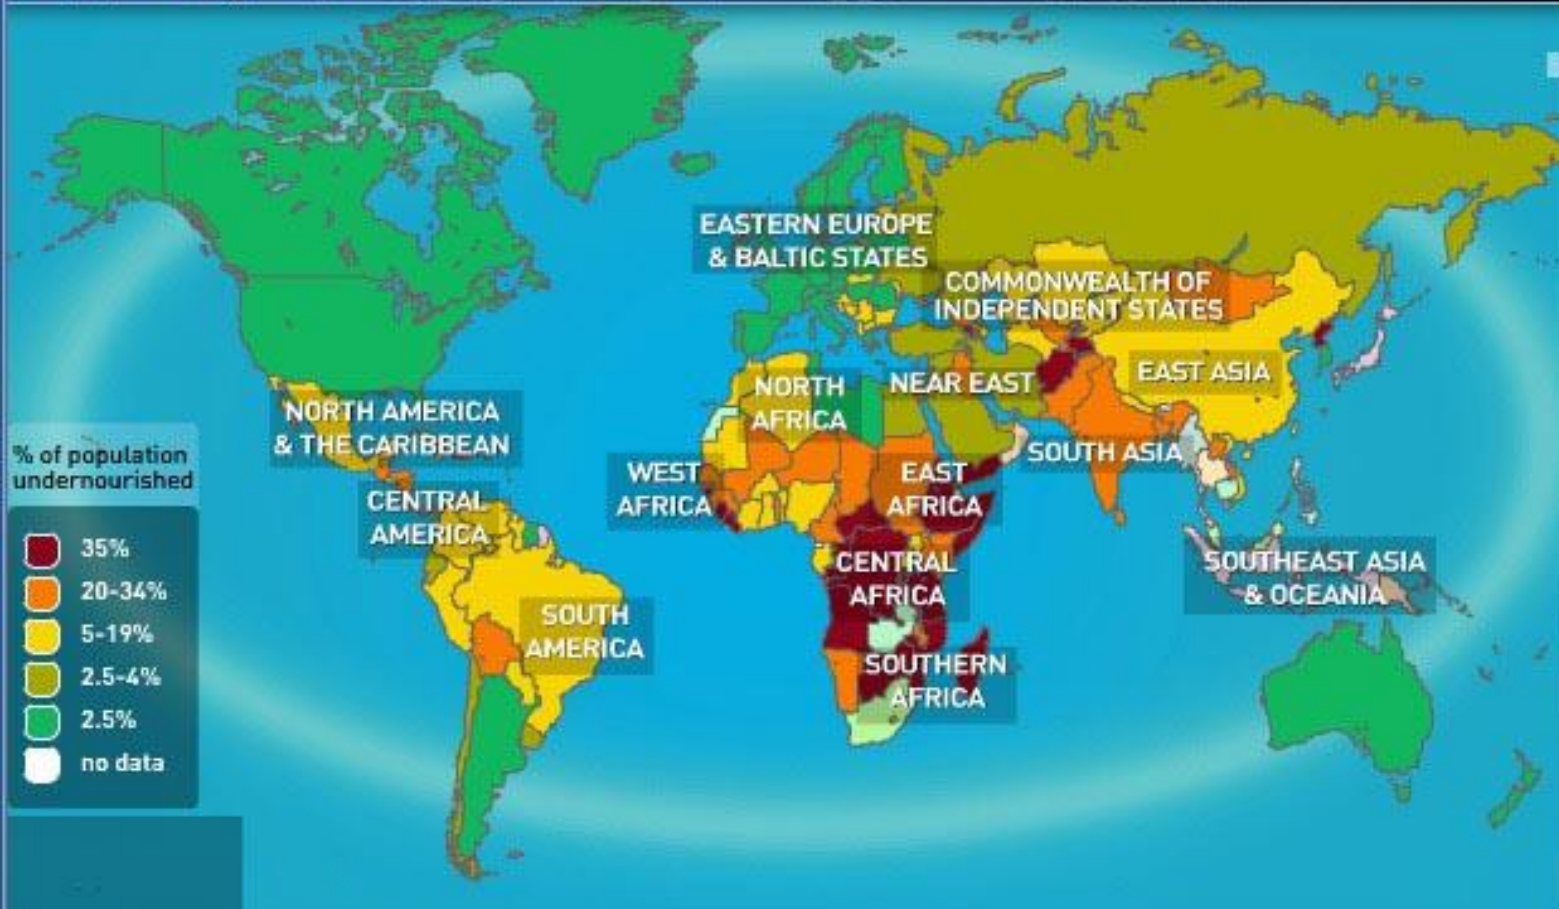 EASTERN EUROPE
& BALTIC STATES
COMMONWEALTH OF
INDEPENDENT STATES
EAST ASIA
NORTH
AFRICA
NEAR EAST
NORTH AMERICA
& THE CARIBBEAN
SOUTH ASIA
WEST
AFRICA
EAST
AFRICA
CENTRAL
AMERICA
CENTRAL
AFRICA
SOUTHEAST ASIA
& OCEANIA
SOUTH
AMERICA
SOUTHERN
AFRICA
% of population
undernourished
35%
20-34%
5-19%
2.5-4%
2.5%
no data